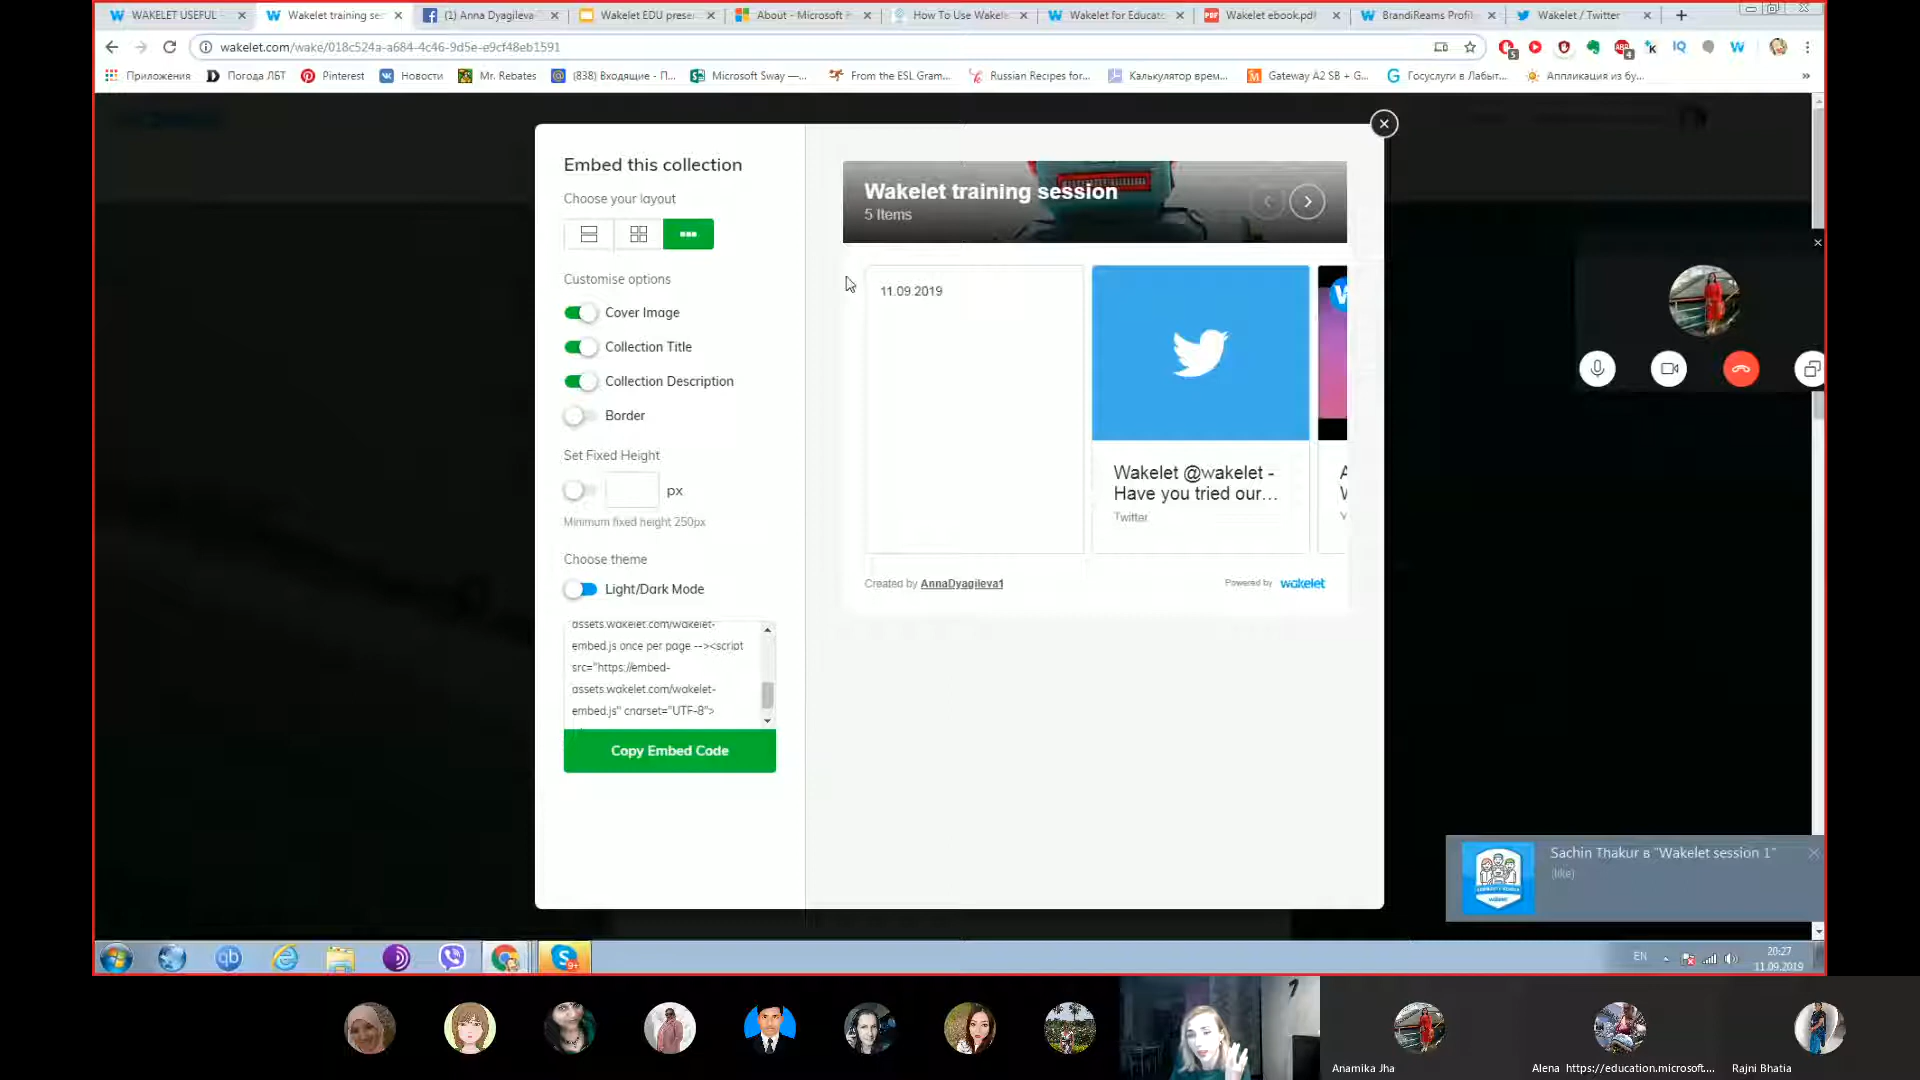 WAKELET USEFUL -
Wakelet training se
(1) Anna Dyagileva
Wakelet EDU prese
About - Microsoft
How To Use Wakele
Wakelet for Educat
Wakelet ebook.pdf
BrandiReams Profil
Wakelet / Twitter
wakelet.com/wake/018c524a-a684-4c46-9d5e-e9cf48eb1591
Приложения
Погода ЛБТ
Pinterest
Новости
Mr. Rebates
(838) Входящие - П...
Microsoft Sway —...
From the ESL Gram...
Russian Recipes for...
Калькулятор врем...
Gateway A2 SB + G...
Госуслуги в Лабыт...
Аппликация из бу...
Embed this collection
Choose your layout
Customise options
Cover Image
Collection Title
Collection Description
Border
Set Fixed Height
px
Minimum fixed height 250px
Choose theme
Light/Dark Mode
assets.wakelet.com/wakelet-
embed.js once per page --><script
src="https://embed-
assets.wakelet.com/wakelet-
embed.js" charset="UTF-8">
Copy Embed Code
Wakelet training session
5 Items
11.09.2019
Wakelet @wakelet -
Have you tried our...
Twitter
Created by AnnaDyagileva1
Powered by wakelet
Sachin Thakur в "Wakelet session 1"
(like)
EN
20:27
11.09.2019
Anamika Jha
Alena https://education.microsoft....
Rajni Bhatia